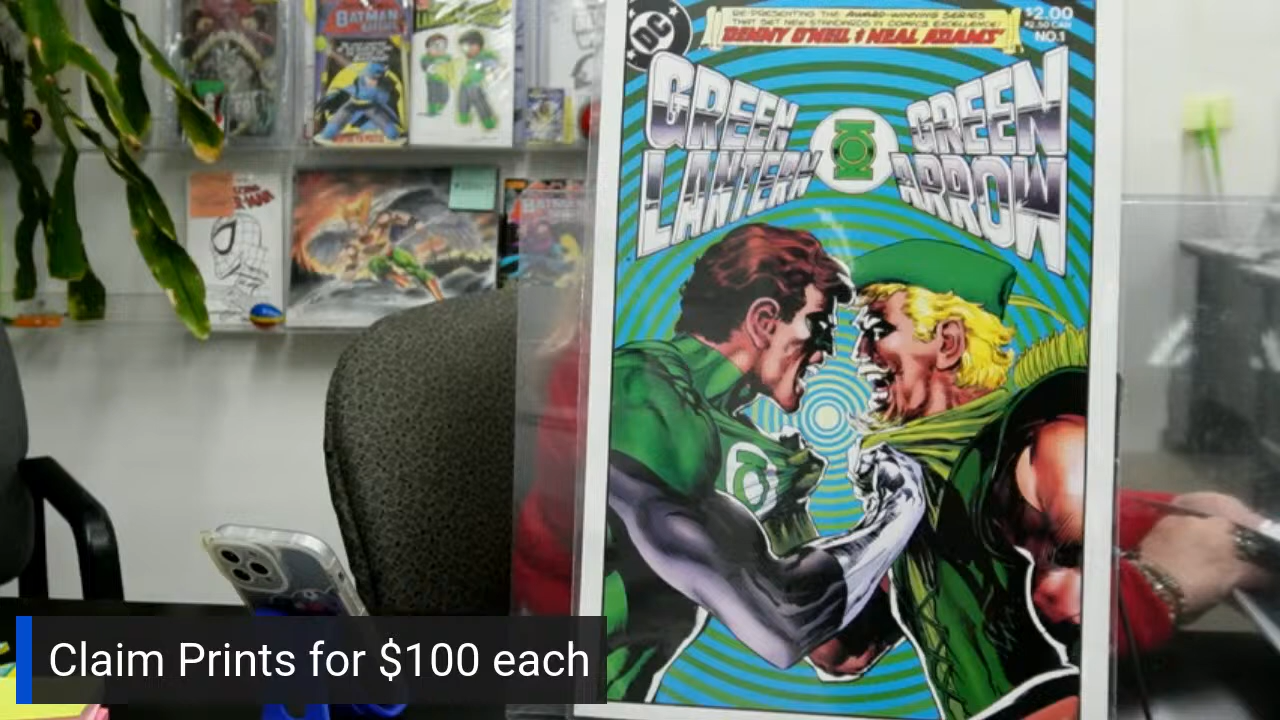 DC
RE-PRESENTING THE AWARD-WINNING SERIES
THAT SET NEW STANDARDS IN COMICS EXCELLENCE!
DENNY O'NEIL & NEAL ADAMS'
$2.00
$2.50 CAN.
NO.1
GREEN LANTERN
GREEN ARROW
BATMAN
BATMAN
Claim Prints for $100 each